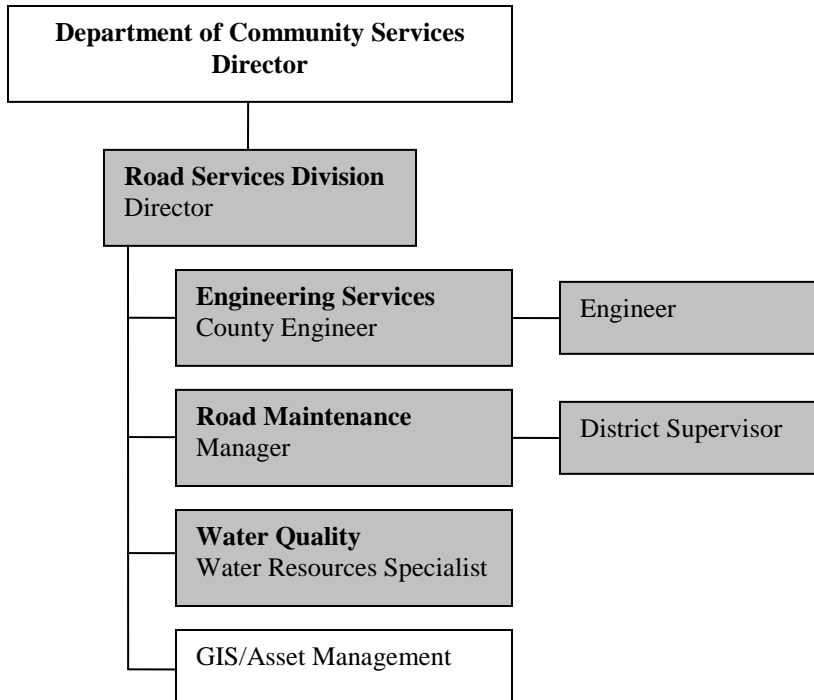 Department of Community Services
Director
Road Services Division
Director
Engineering Services
County Engineer
Engineer
Road Maintenance
Manager
District Supervisor
Water Quality
Water Resources Specialist
GIS/Asset Management